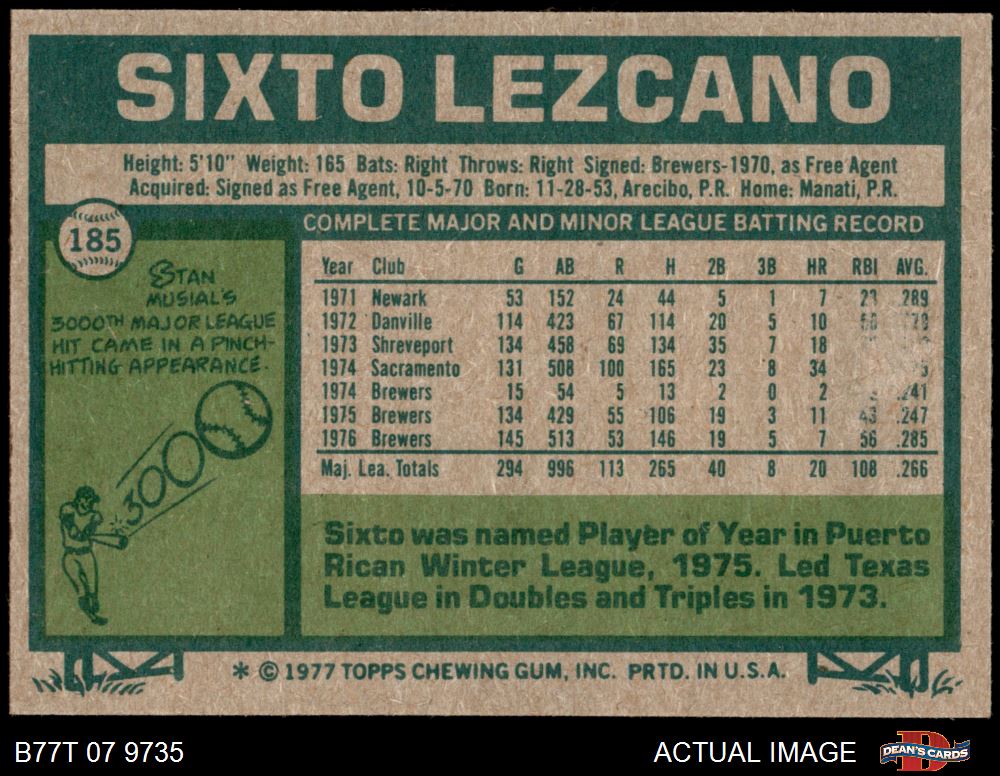 SIXTO LEZCANO
Height: 5'10" Weight: 165 Bats: Right Throws: Right Signed: Brewers-1970, as Free Agent
Acquired: Signed as Free Agent, 10-5-70 Born: 11-28-53, Arecibo, P.R. Home: Manati, P.R.
185
STAN
MUSIAL'S
3000TH MAJOR LEAGUE
HIT CAME IN A PINCH-
HITTING APPEARANCE.
3000
COMPLETE MAJOR AND MINOR LEAGUE BATTING RECORD
Year Club G AB R H 2B 3B HR RBI AVG.
1971 Newark 53 152 24 44 5 1 7 .289
1972 Danville 114 423 67 114 20 5 10
1973 Shreveport 134 458 69 134 35 7 18
1974 Sacramento 131 508 100 165 23 8 34
1974 Brewers 15 54 5 13 2 0 2 .241
1975 Brewers 134 429 55 106 19 3 11 43 .247
1976 Brewers 145 513 53 146 19 5 7 56 .285
Maj. Lea. Totals 294 996 113 265 40 8 20 108 .266
Sixto was named Player of Year in Puerto
Rican Winter League, 1975. Led Texas
League in Doubles and Triples in 1973.
* © 1977 TOPPS CHEWING GUM, INC. PRTD. IN U.S.A.
B77T 07 9735 ACTUAL IMAGE DEAN'S CARDS